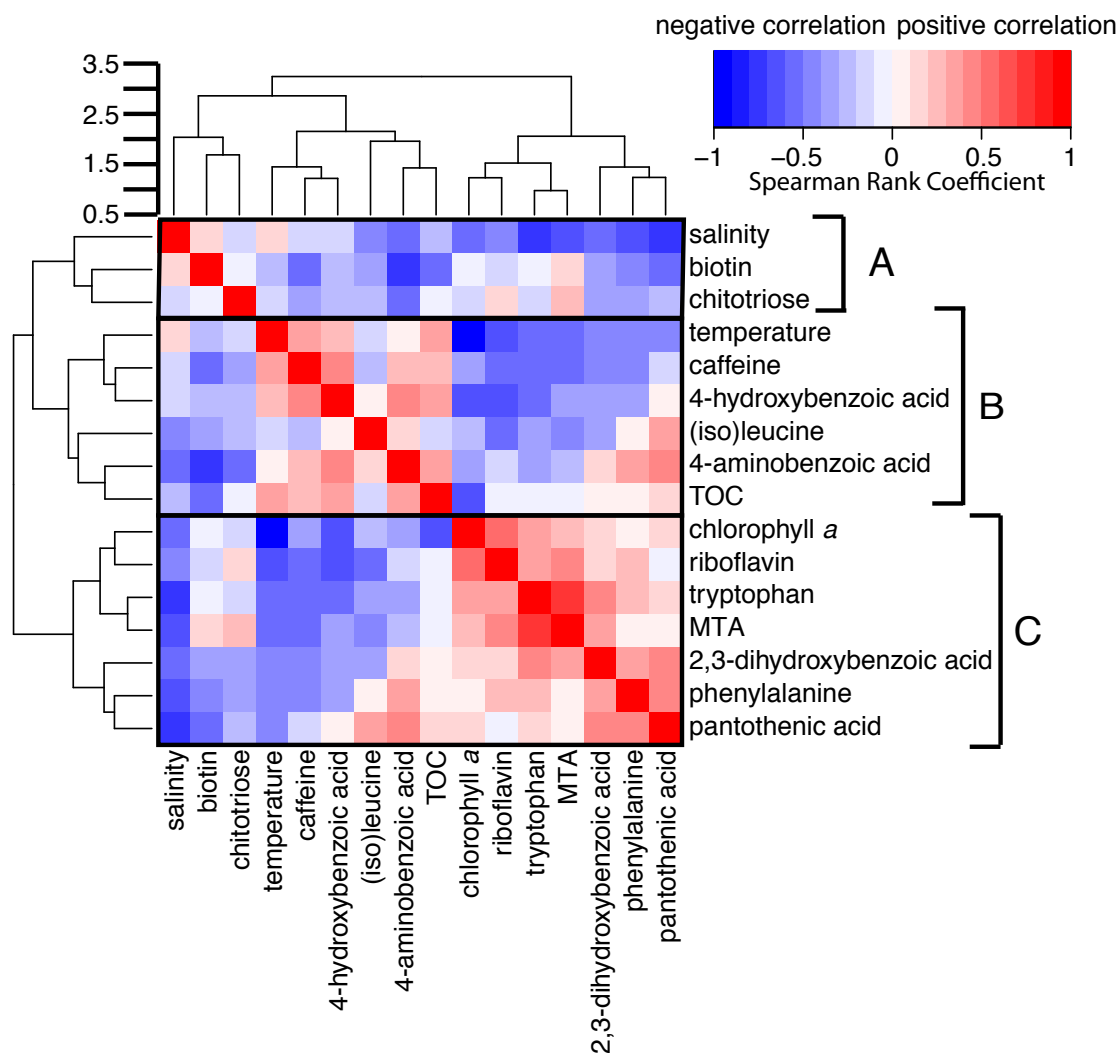 negative correlation positive correlation
3.5
2.5
1.5
0.5
−1 −0.5 0 0.5 1
Spearman Rank Coefficient
salinity
biotin
chitotriose
temperature
caffeine
4-hydroxybenzoic acid
(iso)leucine
4-aminobenzoic acid
TOC
chlorophyll a
riboflavin
tryptophan
MTA
2,3-dihydroxybenzoic acid
phenylalanine
pantothenic acid
A
B
C
salinity
biotin
chitotriose
temperature
caffeine
4-hydroxybenzoic acid
(iso)leucine
4-aminobenzoic acid
TOC
chlorophyll a
riboflavin
tryptophan
MTA
2,3-dihydroxybenzoic acid
phenylalanine
pantothenic acid